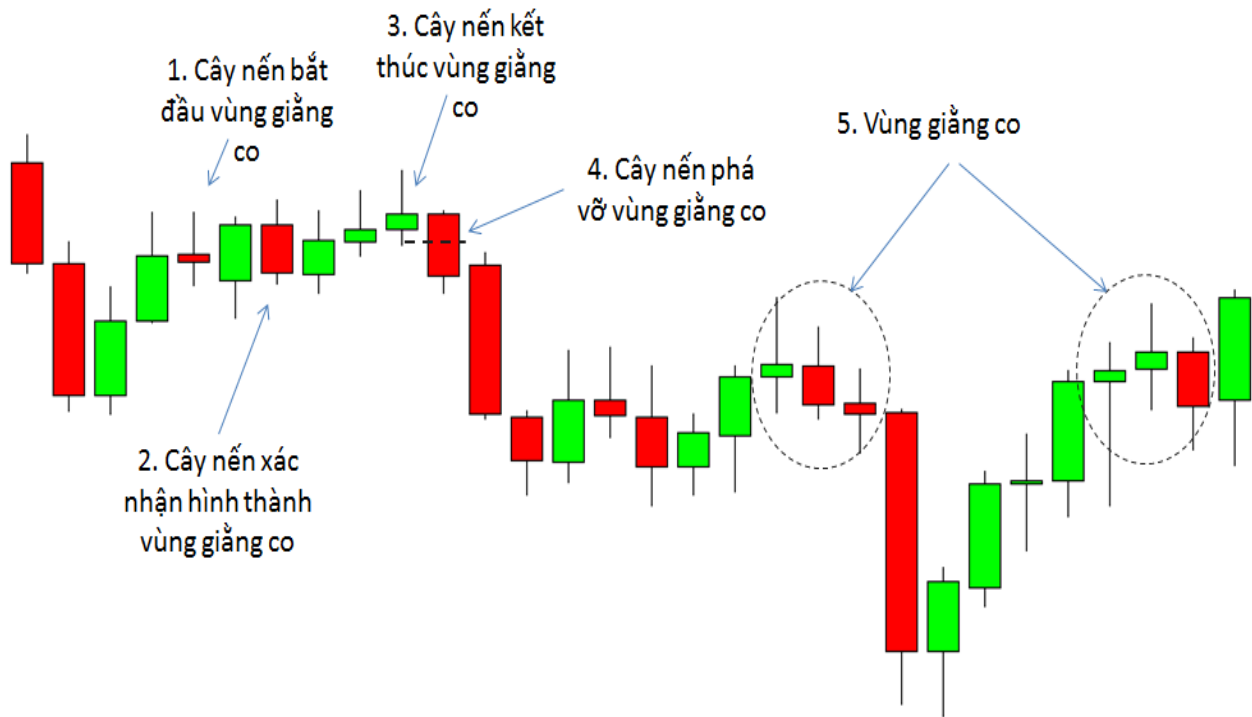 1. Cây nến bắt
đầu vùng giằng
co
2. Cây nến xác
nhận hình thành
vùng giằng co
3. Cây nến kết
thúc vùng giằng
co
4. Cây nến phá
vỡ vùng giằng co
5. Vùng giằng co